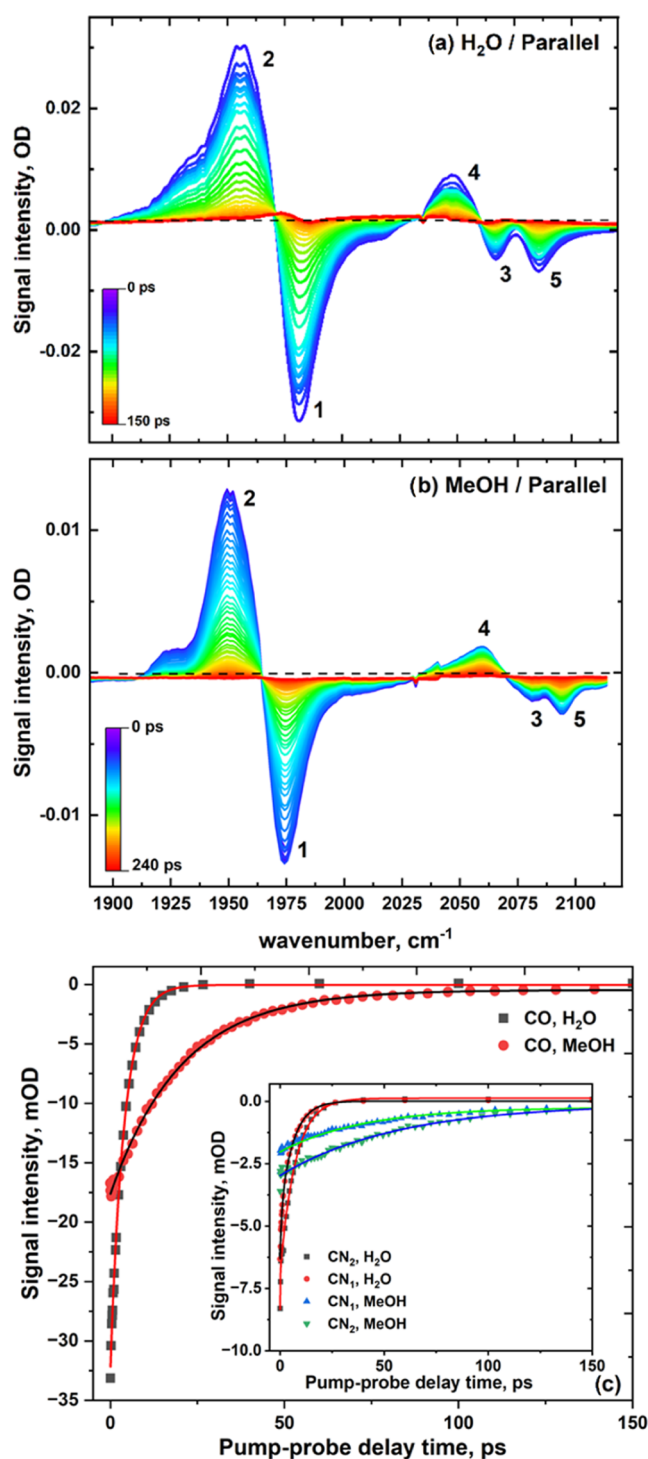 (a) H₂O / Parallel
2
0.02
4
0.00
Signal intensity, OD
0 ps
3
5
-0.02
150 ps
1
(b) MeOH / Parallel
2
0.01
4
0.00
Signal intensity, OD
0 ps
3
5
-0.01
240 ps
1
1900 1925 1950 1975 2000 2025 2050 2075 2100
wavenumber, cm⁻¹
0
CO, H₂O
CO, MeOH
−5
−10
−15
−20
−25
−30
−35
Signal intensity, mOD
0.0
−2.5
−5.0
−7.5
−10.0
Signal intensity, mOD
CN₂, H₂O
CN₁, H₂O
CN₁, MeOH
CN₂, MeOH
0 50 100 150
Pump-probe delay time, ps
(c)
0 50 100 150
Pump-probe delay time, ps